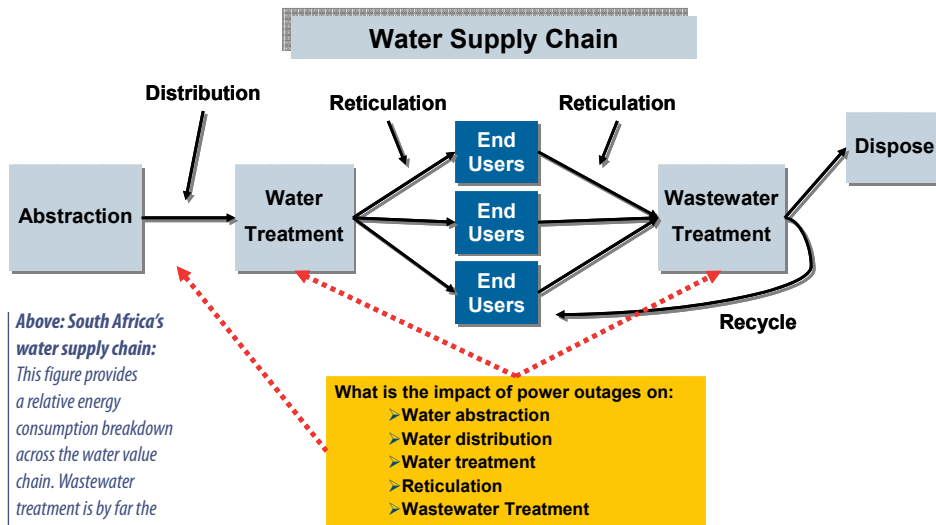 Water Supply Chain
Distribution
Reticulation
Reticulation
Abstraction
Water
Treatment
End
Users
End
Users
End
Users
Wastewater
Treatment
Dispose
Recycle
Above: South Africa's
water supply chain:
This figure provides
a relative energy
consumption breakdown
across the water value
chain. Wastewater
treatment is by far the
What is the impact of power outages on:
➢Water abstraction
➢Water distribution
➢Water treatment
➢Reticulation
➢Wastewater Treatment